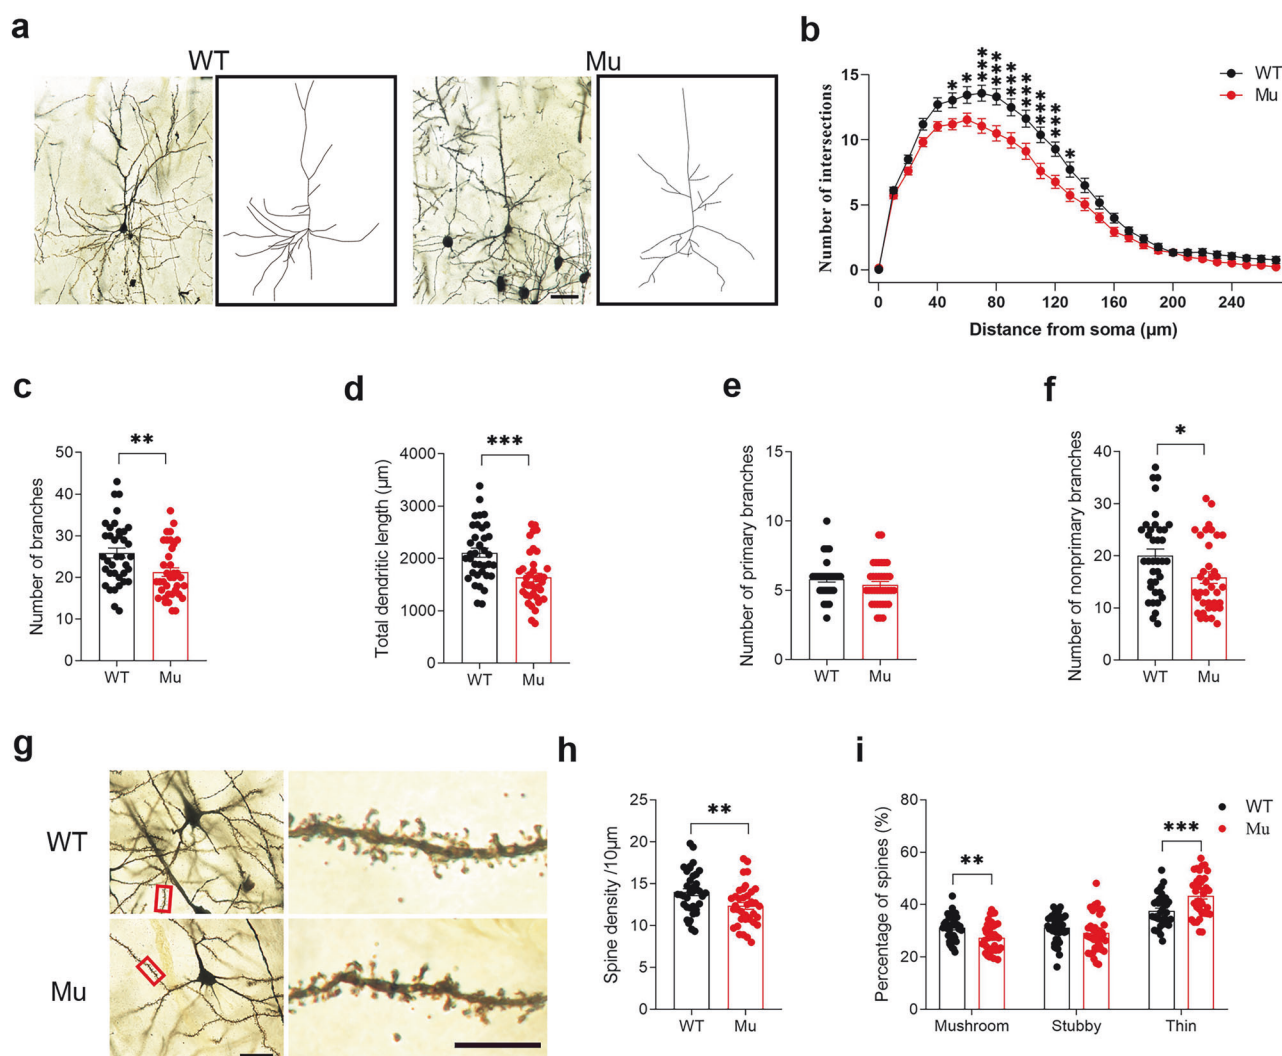 a
WT
Mu
b
Number of intersections
15
10
5
0
* * *** *** *** *** *** *** *
WT
Mu
0 40 80 120 160 200 240
Distance from soma (µm)
c
Number of branches
50
40
30
20
10
0
**
WT Mu
d
Total dendritic length (µm)
4000
3000
2000
1000
0
***
WT Mu
e
Number of primary branches
15
10
5
0
WT Mu
f
Number of nonprimary branches
40
30
20
10
0
*
WT Mu
g
WT
Mu
h
Spine density /10µm
25
20
15
10
5
0
**
WT Mu
i
Percentage of spines (%)
80
60
40
20
0
**
***
WT
Mu
Mushroom Stubby Thin